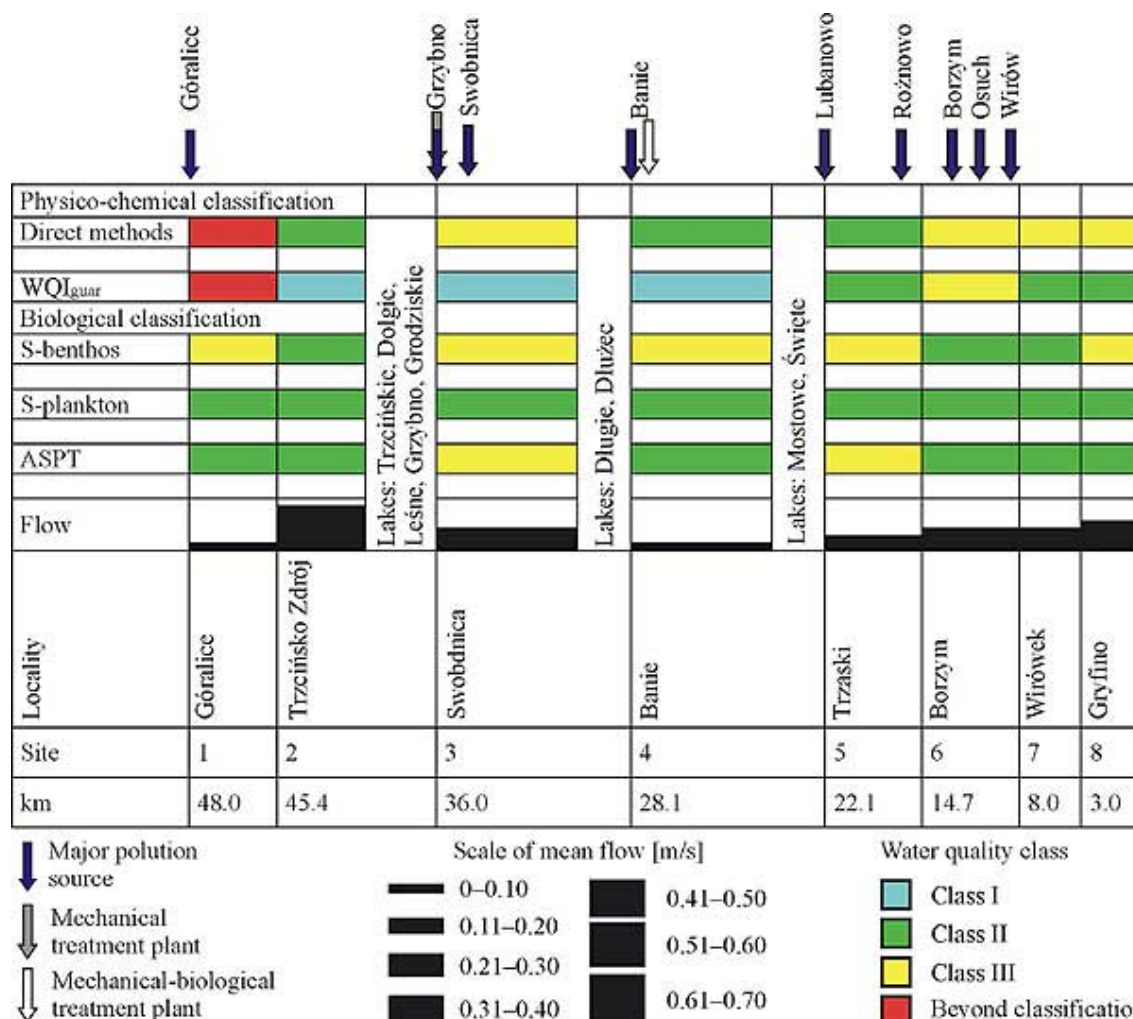 Góralice
Grzybno
Swobnica
Banie
Lubanowo
Rożnowo
Borzym
Osuch
Wirów
Physico-chemical classification
Direct methods
WQIguar
Biological classification
S-benthos
S-plankton
ASPT
Flow
Lakes: Trzcińskie, Dolgic,
Leśne, Grzybno, Grodziskie
Lakes: Długie, Dłużec
Lakes: Mostowe, Święte
Locality
Góralice
Trzcińsko Zdrój
Swobdnica
Banie
Trzaski
Borzym
Wirówek
Gryfino
Site 1 2 3 4 5 6 7 8
km 48.0 45.4 36.0 28.1 22.1 14.7 8.0 3.0
Major polution
source
Mechanical
treatment plant
Mechanical-biological
treatment plant
Scale of mean flow [m/s]
0–0.10
0.11–0.20
0.21–0.30
0.31–0.40
0.41–0.50
0.51–0.60
0.61–0.70
Water quality class
Class I
Class II
Class III
Beyond classificatio